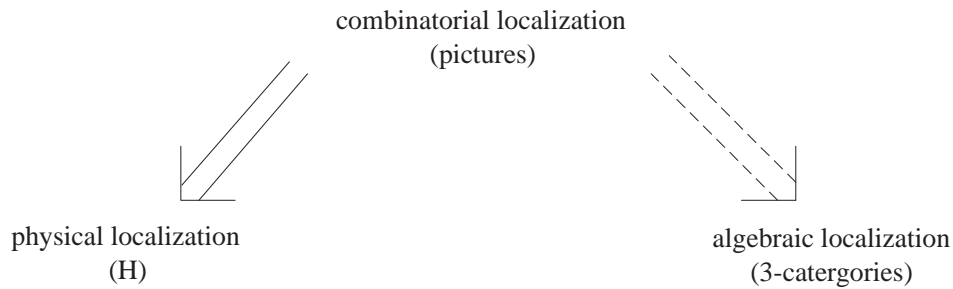 combinatorial localization
(pictures)
physical localization
(H)
algebraic localization
(3-catergories)